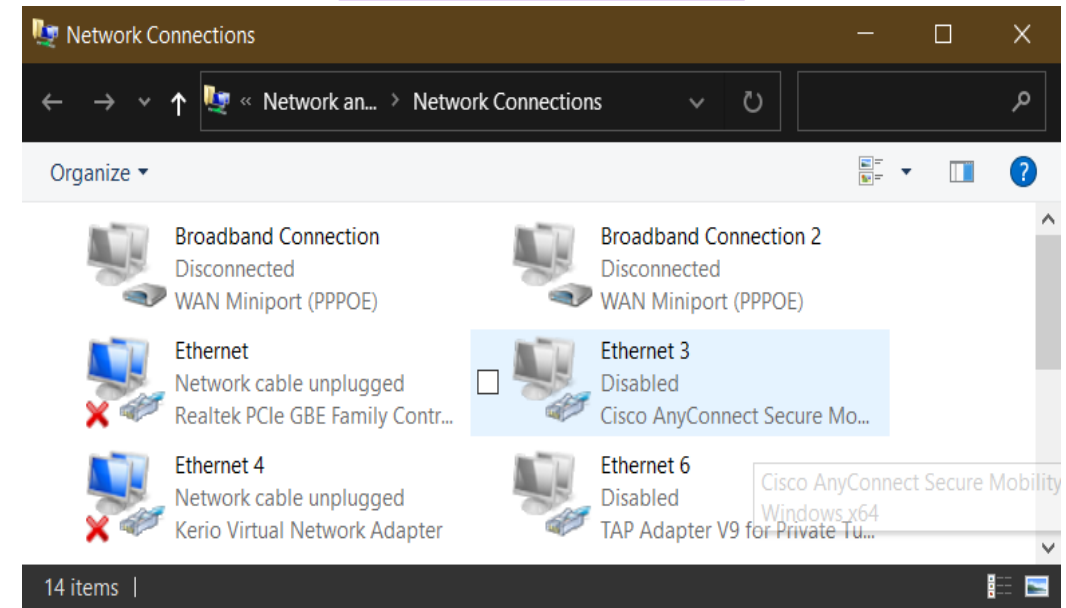 Network Connections
« Network an... > Network Connections
Organize
Broadband Connection
Disconnected
WAN Miniport (PPPOE)
Broadband Connection 2
Disconnected
WAN Miniport (PPPOE)
Ethernet
Network cable unplugged
Realtek PCIe GBE Family Contr...
Ethernet 3
Disabled
Cisco AnyConnect Secure Mo...
Ethernet 4
Network cable unplugged
Kerio Virtual Network Adapter
Ethernet 6
Disabled
TAP Adapter V9 for Private Tu...
Cisco AnyConnect Secure Mobility
Windows x64
14 items